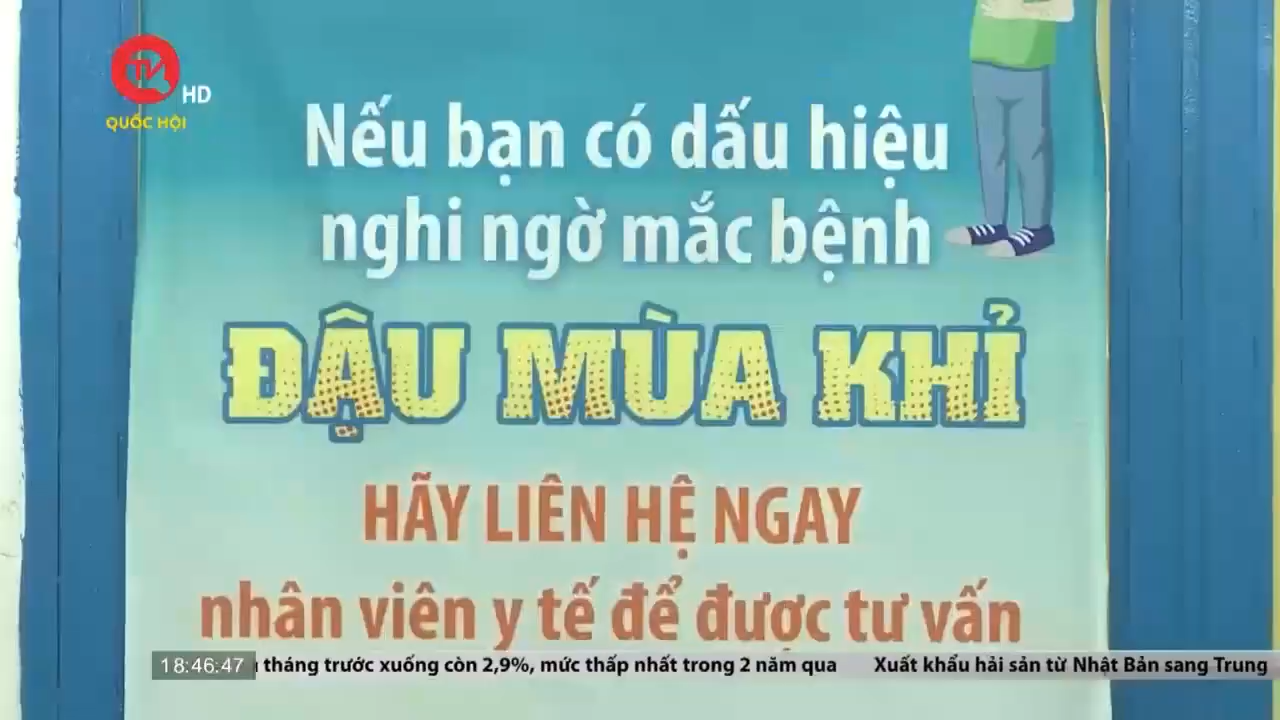 TV
HD
QUỐC HỘI
Nếu bạn có dấu hiệu
nghi ngờ mắc bệnh
ĐẬU MÙA KHỈ
HÃY LIÊN HỆ NGAY
nhân viên y tế để được tư vấn
18:46:47 tháng trước xuống còn 2,9%, mức thấp nhất trong 2 năm qua Xuất khẩu hải sản từ Nhật Bản sang Trung